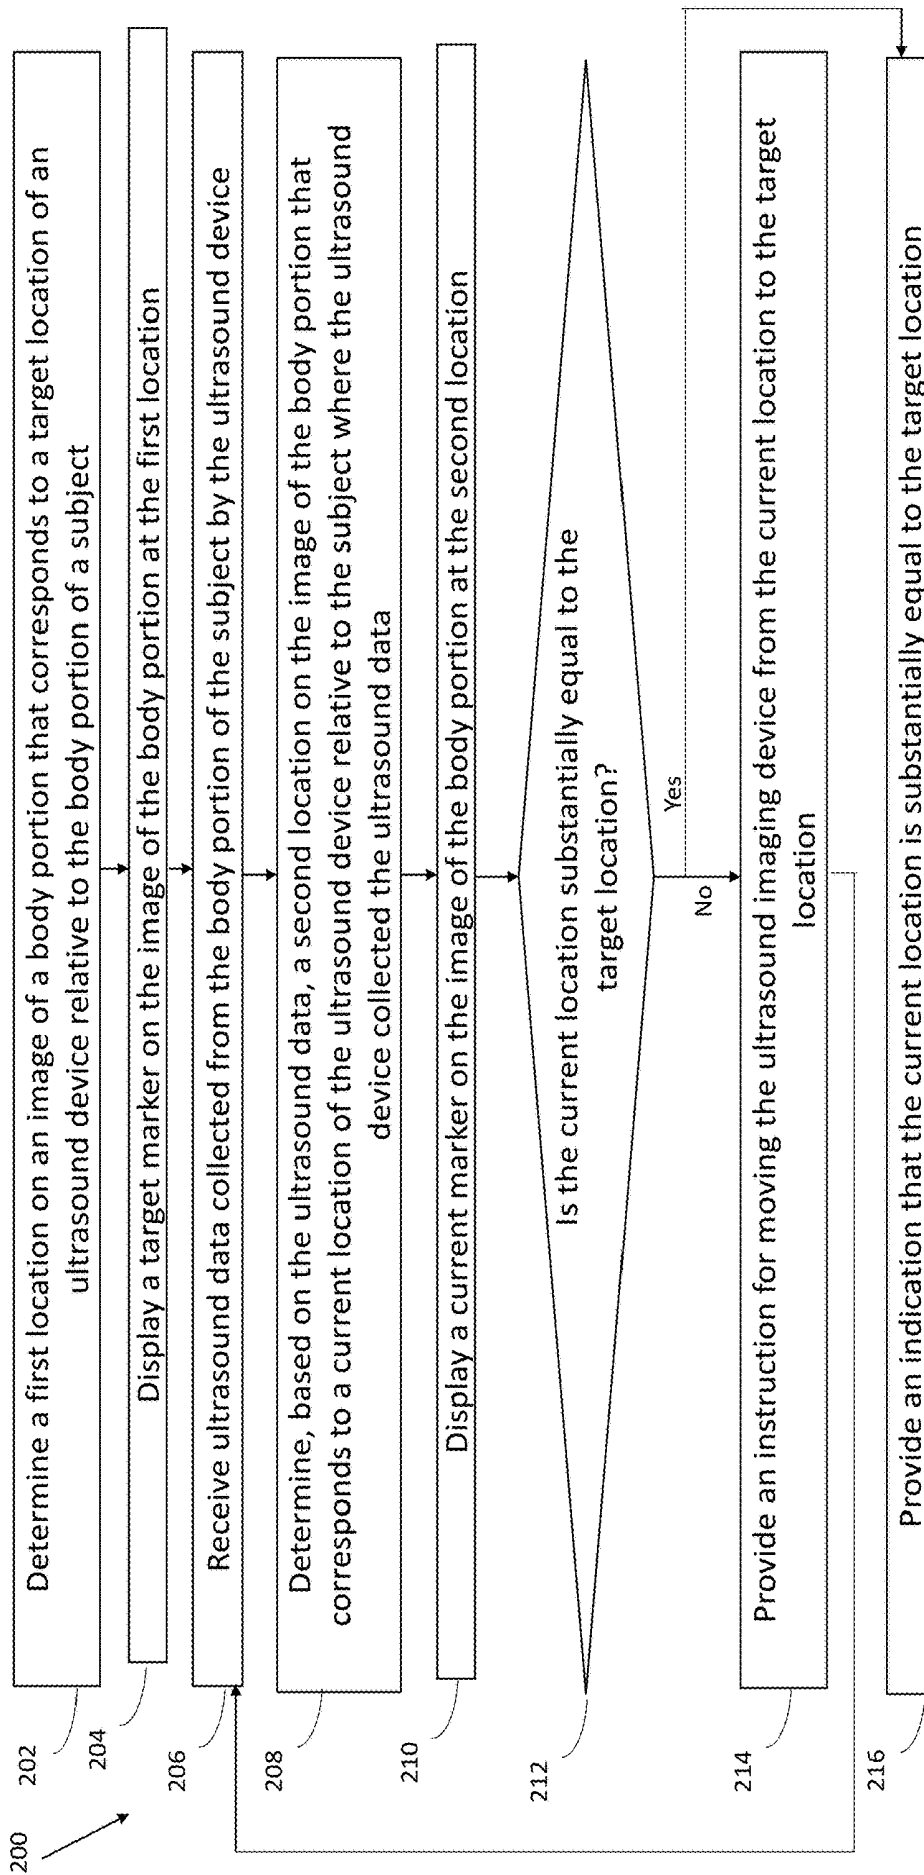 200
202
Determine a first location on an image of a body portion that corresponds to a target location of an
ultrasound device relative to the body portion of a subject
204
Display a target marker on the image of the body portion at the first location
206
Receive ultrasound data collected from the body portion of the subject by the ultrasound device
208
Determine, based on the ultrasound data, a second location on the image of the body portion that
corresponds to a current location of the ultrasound device relative to the subject where the ultrasound
device collected the ultrasound data
210
Display a current marker on the image of the body portion at the second location
212
Is the current location substantially equal to the
target location?
No
Yes
214
Provide an instruction for moving the ultrasound imaging device from the current location to the target
location
216
Provide an indication that the current location is substantially equal to the target location